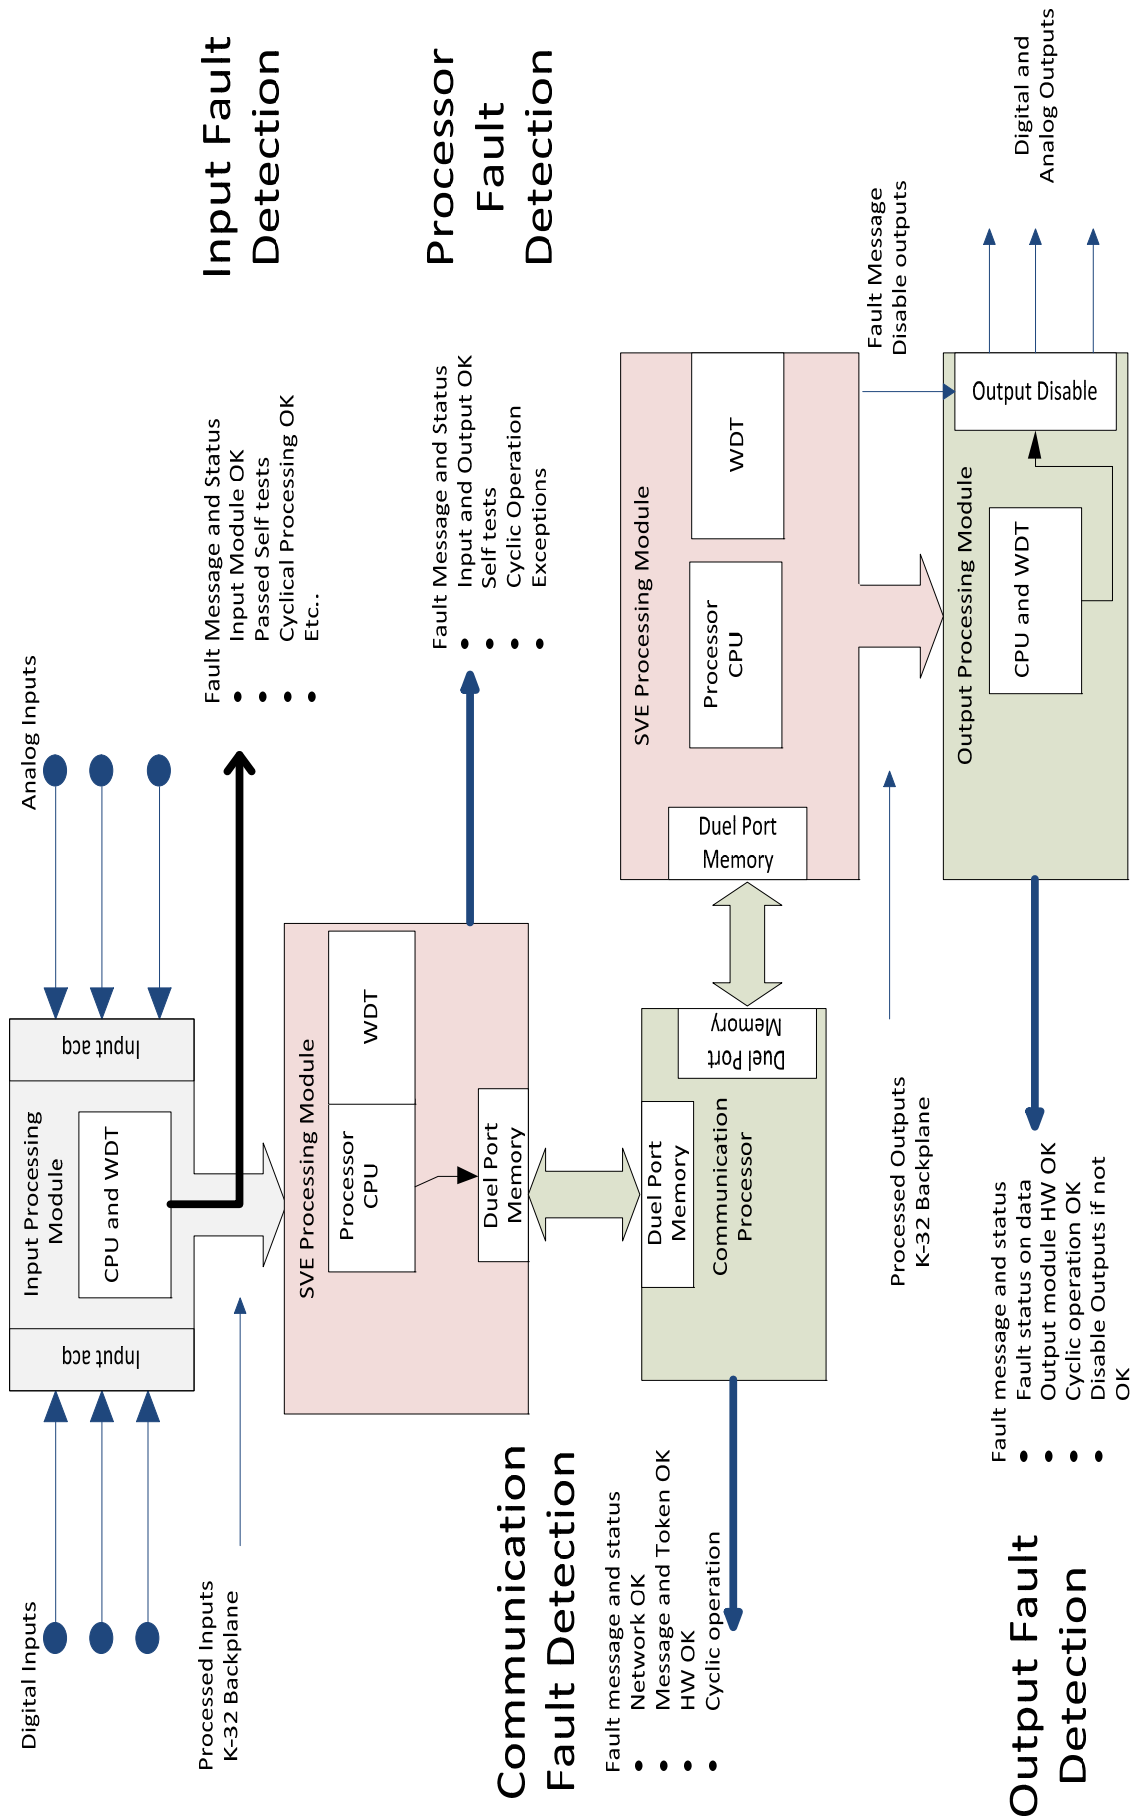 Digital Inputs
Analog Inputs
Input acq
Input Processing
Module
CPU and WDT
Input acq
Processed Inputs
K-32 Backplane
Fault Message and Status
• Input Module OK
• Passed Self tests
• Cyclical Processing OK
• Etc..
Input Fault
Detection
SVE Processing Module
Processor
CPU
WDT
Duel Port
Memory
Fault Message and Status
• Input and Output OK
• Self tests
• Cyclic Operation
• Exceptions
Processor
Fault
Detection
Communication
Fault Detection
Fault message and status
• Network OK
• Message and Token OK
• HW OK
• Cyclic operation
Duel Port
Memory
Communication
Processor
Duel Port
Memory
Duel Port
Memory
SVE Processing Module
Processor
CPU
WDT
Fault Message
Disable outputs
Processed Outputs
K-32 Backplane
Output Processing Module
CPU and WDT
Output Disable
Digital and
Analog Outputs
Output Fault
Detection
Fault message and status
• Fault status on data
• Output module HW OK
• Cyclic operation OK
• Disable Outputs if not
OK